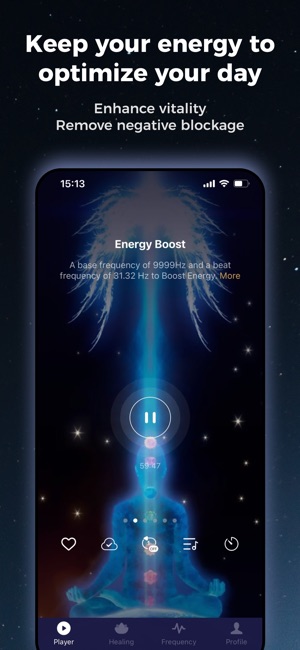 Keep your energy to
optimize your day
Enhance vitality
Remove negative blockage
15:13
Energy Boost
A base frequency of 9999Hz and a beat
frequency of 31.32 Hz to Boost Energy. More
59:47
Player
Healing
Frequency
Profile